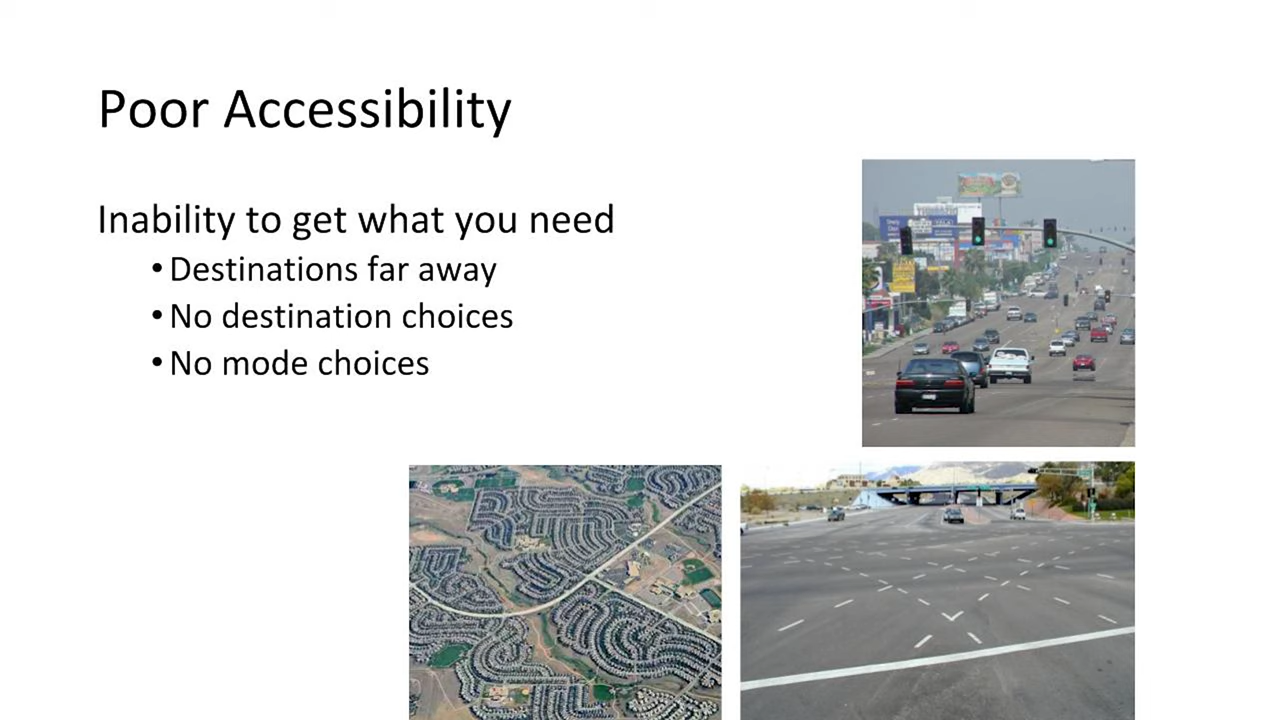 Poor Accessibility
Inability to get what you need
•Destinations far away
•No destination choices
•No mode choices